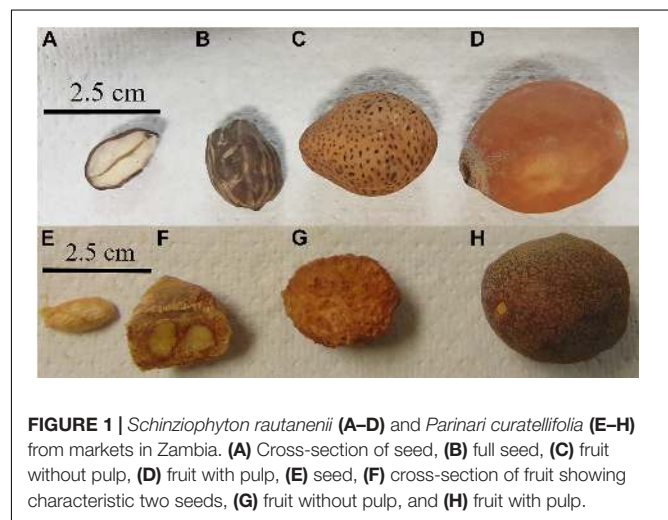 A B C D
2.5 cm
E F G H
2.5 cm
FIGURE 1 | Schinziophyton rautanenii (A–D) and Parinari curatellifolia (E–H)
from markets in Zambia. (A) Cross-section of seed, (B) full seed, (C) fruit
without pulp, (D) fruit with pulp, (E) seed, (F) cross-section of fruit showing
characteristic two seeds, (G) fruit without pulp, and (H) fruit with pulp.